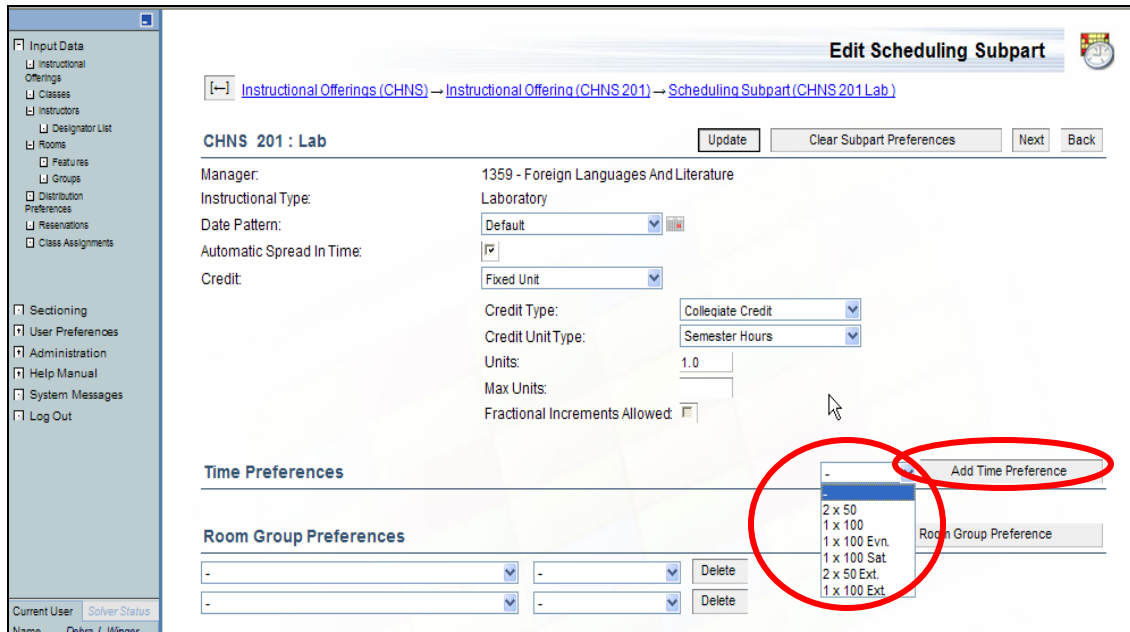 Input Data
Instructional
Offerings
Classes
Instructors
Designator List
Rooms
Features
Groups
Distribution
Preferences
Reservations
Class Assignments
Sectioning
User Preferences
Administration
Help Manual
System Messages
Log Out
Current User Solver Status
Name Debra L. Winger
Edit Scheduling Subpart
[←] Instructional Offerings (CHNS) → Instructional Offering (CHNS 201) → Scheduling Subpart (CHNS 201 Lab )
CHNS 201 : Lab Update Clear Subpart Preferences Next Back
Manager: 1359 - Foreign Languages And Literature
Instructional Type: Laboratory
Date Pattern: Default
Automatic Spread In Time:
Credit: Fixed Unit
Credit Type: Collegiate Credit
Credit Unit Type: Semester Hours
Units: 1.0
Max Units:
Fractional Increments Allowed:
Time Preferences - Add Time Preference
-
2 x 50
1 x 100
1 x 100 Evn.
1 x 100 Sat.
2 x 50 Ext.
1 x 100 Ext.
Room Group Preferences Room Group Preference
- - Delete
- - Delete